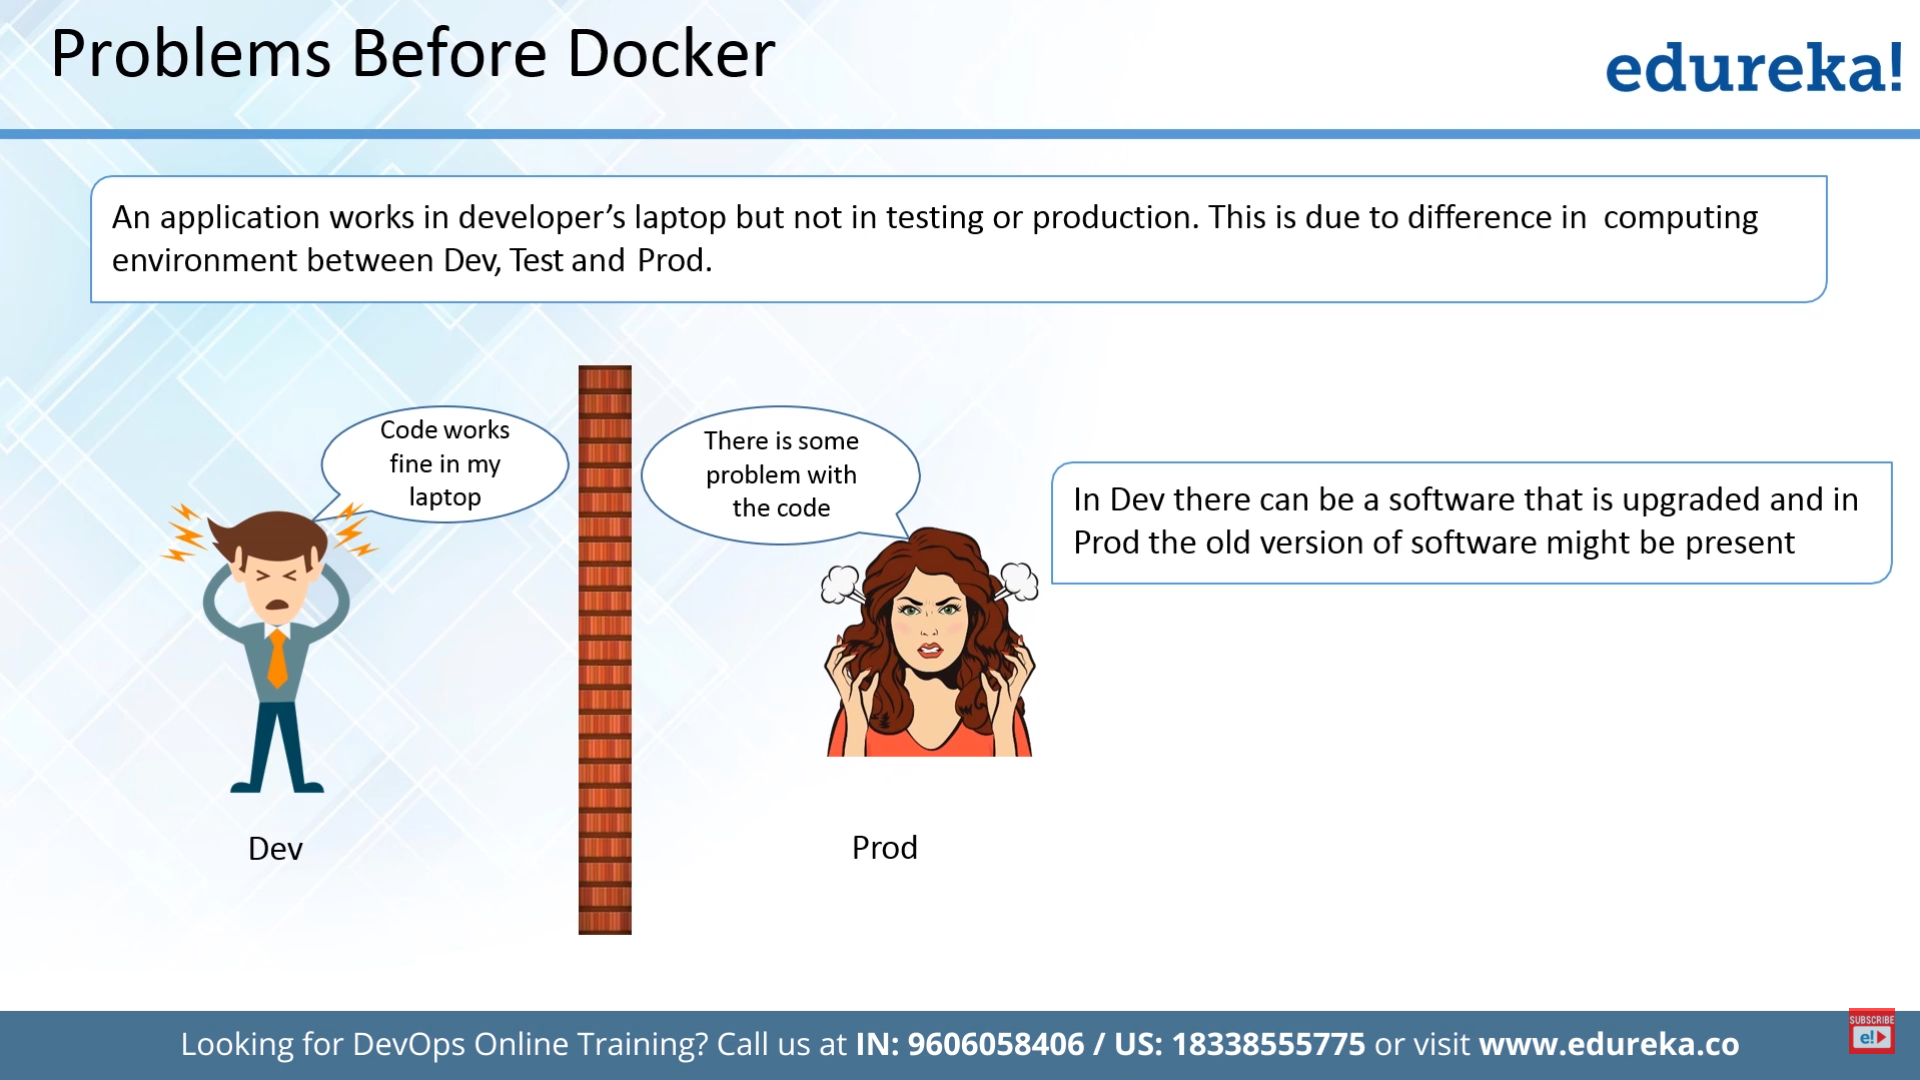 Problems Before Docker
edureka!
An application works in developer’s laptop but not in testing or production. This is due to difference in computing
environment between Dev, Test and Prod.
Code works
fine in my
laptop
There is some
problem with
the code
In Dev there can be a software that is upgraded and in
Prod the old version of software might be present
Dev
Prod
Looking for DevOps Online Training? Call us at IN: 9606058406 / US: 18338555775 or visit www.edureka.co
SUBSCRIBE
e!